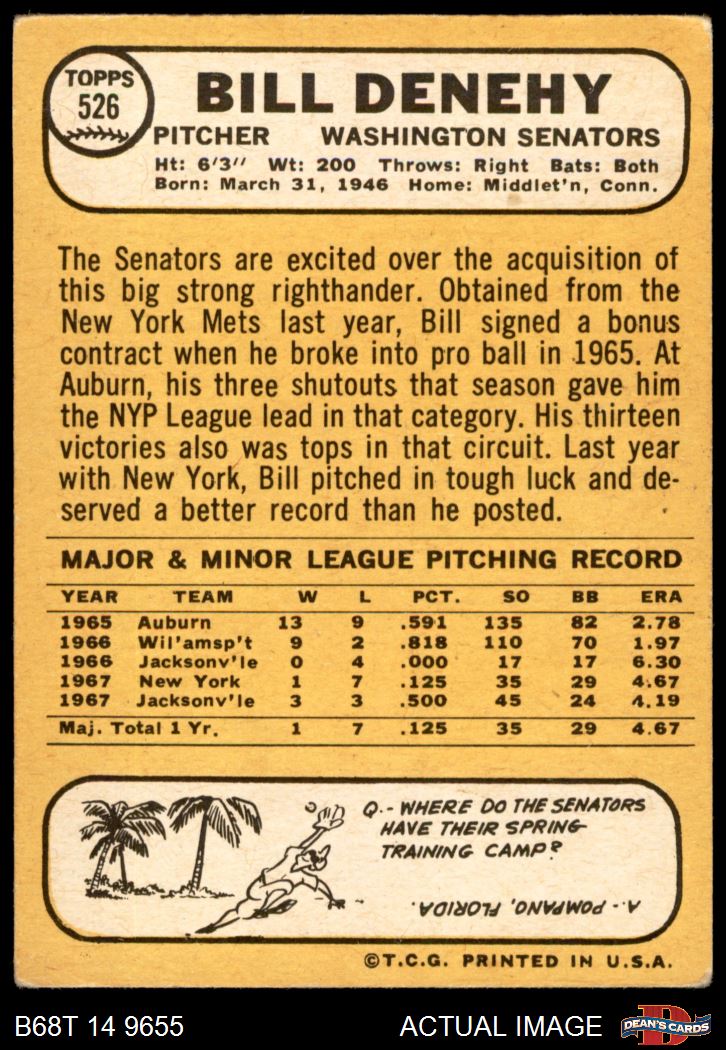 TOPPS
526
BILL DENEHY
PITCHER WASHINGTON SENATORS
Ht: 6'3" Wt: 200 Throws: Right Bats: Both
Born: March 31, 1946 Home: Middlet'n, Conn.
The Senators are excited over the acquisition of
this big strong righthander. Obtained from the
New York Mets last year, Bill signed a bonus
contract when he broke into pro ball in 1965. At
Auburn, his three shutouts that season gave him
the NYP League lead in that category. His thirteen
victories also was tops in that circuit. Last year
with New York, Bill pitched in tough luck and de-
served a better record than he posted.
MAJOR & MINOR LEAGUE PITCHING RECORD
YEAR TEAM W L PCT. SO BB ERA
1965 Auburn 13 9 .591 135 82 2.78
1966 Wil'amsp't 9 2 .818 110 70 1.97
1966 Jacksonv'le 0 4 .000 17 17 6.30
1967 New York 1 7 .125 35 29 4.67
1967 Jacksonv'le 3 3 .500 45 24 4.19
Maj. Total 1 Yr. 1 7 .125 35 29 4.67
Q.- WHERE DO THE SENATORS
HAVE THEIR SPRING
TRAINING CAMP?
A.- POMPANO, FLORIDA.
©T.C.G. PRINTED IN U.S.A.
B68T 14 9655 ACTUAL IMAGE
D
DEAN'S CARDS